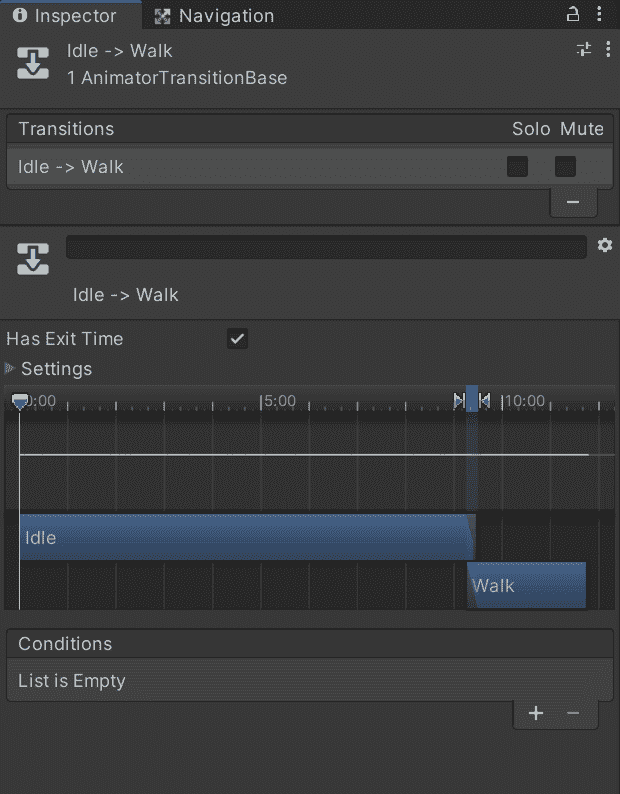 Inspector Navigation
Idle -> Walk
1 AnimatorTransitionBase
Transitions Solo Mute
Idle -> Walk
Idle -> Walk
Has Exit Time
Settings
0:00 5:00 10:00
Idle
Walk
Conditions
List is Empty